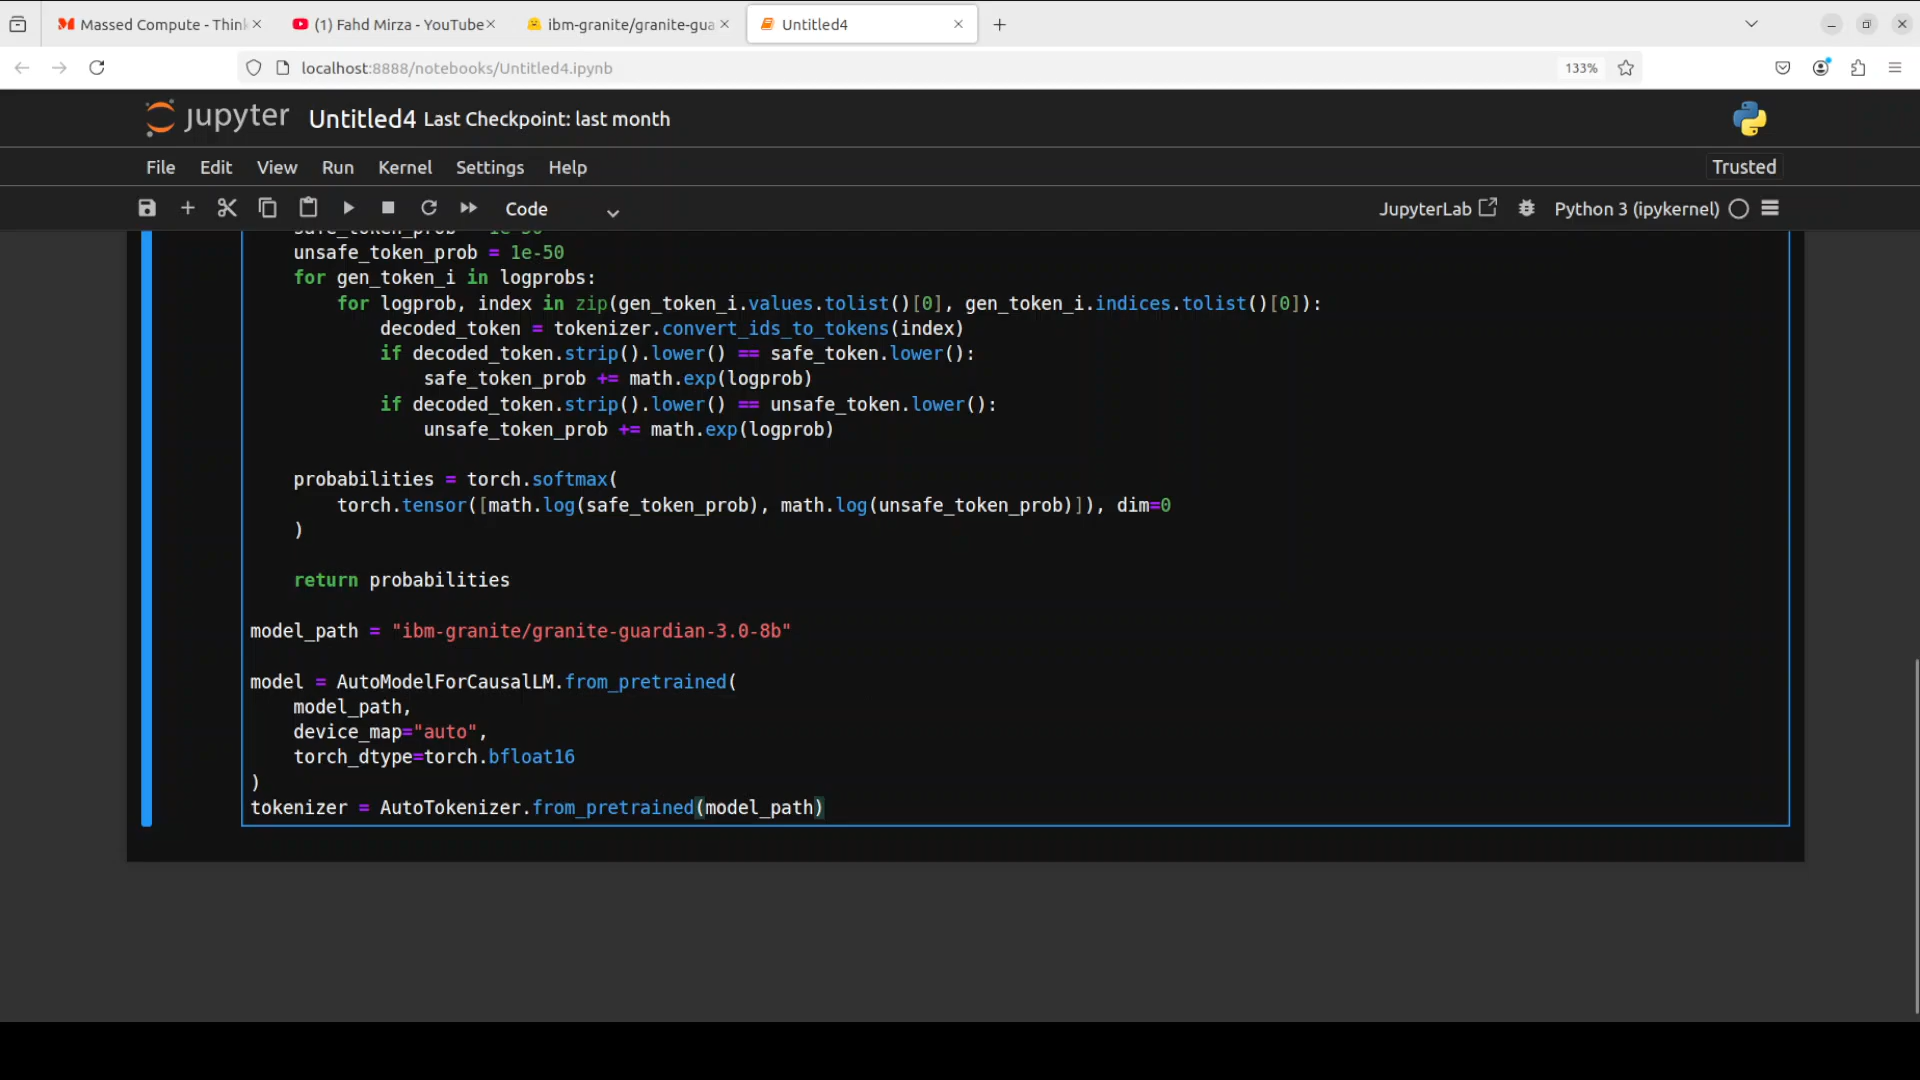 Massed Compute - Think
(1) Fahd Mirza - YouTube
ibm-granite/granite-gua
Untitled4
localhost:8888/notebooks/Untitled4.ipynb
133%
jupyter
Untitled4 Last Checkpoint: last month
File Edit View Run Kernel Settings Help
Trusted
Code
JupyterLab
Python 3 (ipykernel)
safe_token_prob = 1e-50
unsafe_token_prob = 1e-50
for gen_token_i in logprobs:
for logprob, index in zip(gen_token_i.values.tolist()[0], gen_token_i.indices.tolist()[0]):
decoded_token = tokenizer.convert_ids_to_tokens(index)
if decoded_token.strip().lower() == safe_token.lower():
safe_token_prob += math.exp(logprob)
if decoded_token.strip().lower() == unsafe_token.lower():
unsafe_token_prob += math.exp(logprob)
probabilities = torch.softmax(
torch.tensor([math.log(safe_token_prob), math.log(unsafe_token_prob)]), dim=0
)
return probabilities
model_path = "ibm-granite/granite-guardian-3.0-8b"
model = AutoModelForCausalLM.from_pretrained(
model_path,
device_map="auto",
torch_dtype=torch.bfloat16
)
tokenizer = AutoTokenizer.from_pretrained(model_path)